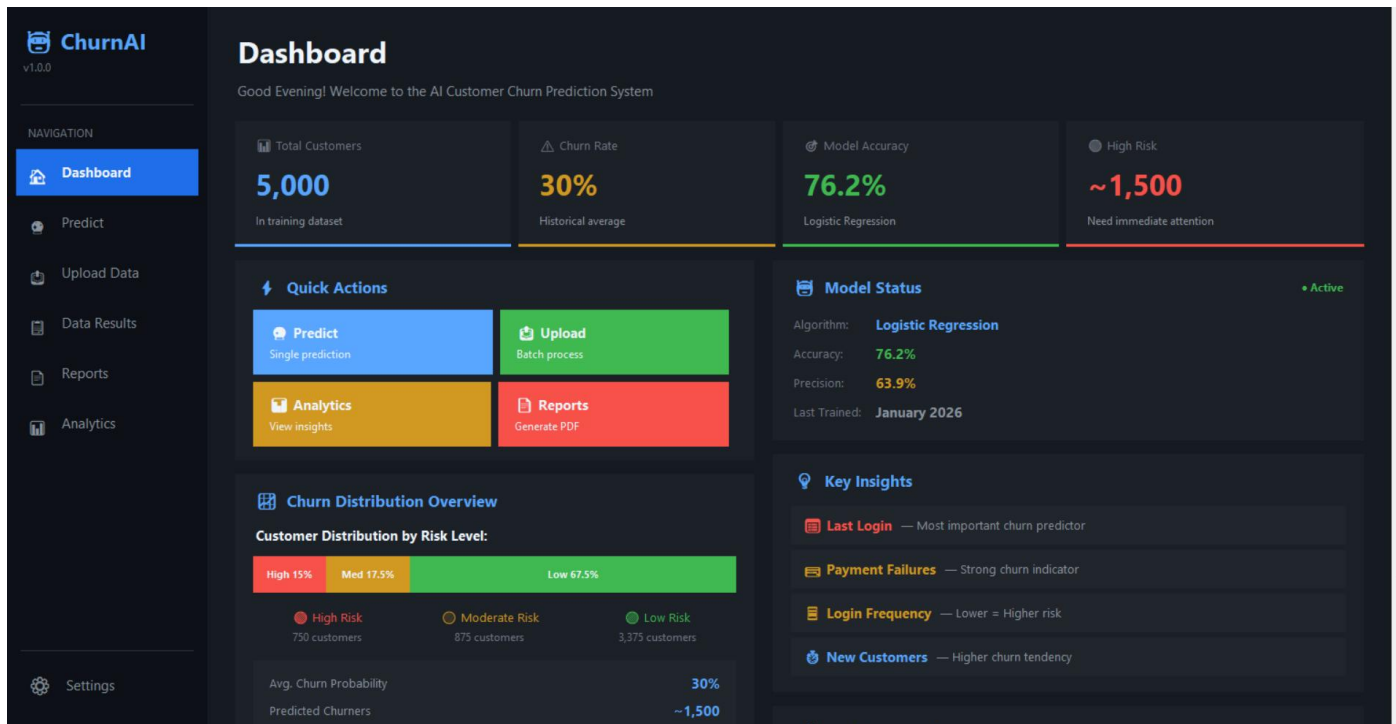 ChurnAI
v1.0.0
NAVIGATION
Dashboard
Predict
Upload Data
Data Results
Reports
Analytics
Settings
Dashboard
Good Evening! Welcome to the AI Customer Churn Prediction System
Total Customers
5,000
In training dataset
Churn Rate
30%
Historical average
Model Accuracy
76.2%
Logistic Regression
High Risk
~1,500
Need immediate attention
Quick Actions
Predict
Single prediction
Upload
Batch process
Analytics
View insights
Reports
Generate PDF
Churn Distribution Overview
Customer Distribution by Risk Level:
High 15% Med 17.5% Low 67.5%
High Risk
750 customers
Moderate Risk
875 customers
Low Risk
3,375 customers
Avg. Churn Probability 30%
Predicted Churners ~1,500
Model Status
• Active
Algorithm: Logistic Regression
Accuracy: 76.2%
Precision: 63.9%
Last Trained: January 2026
Key Insights
Last Login — Most important churn predictor
Payment Failures — Strong churn indicator
Login Frequency — Lower = Higher risk
New Customers — Higher churn tendency